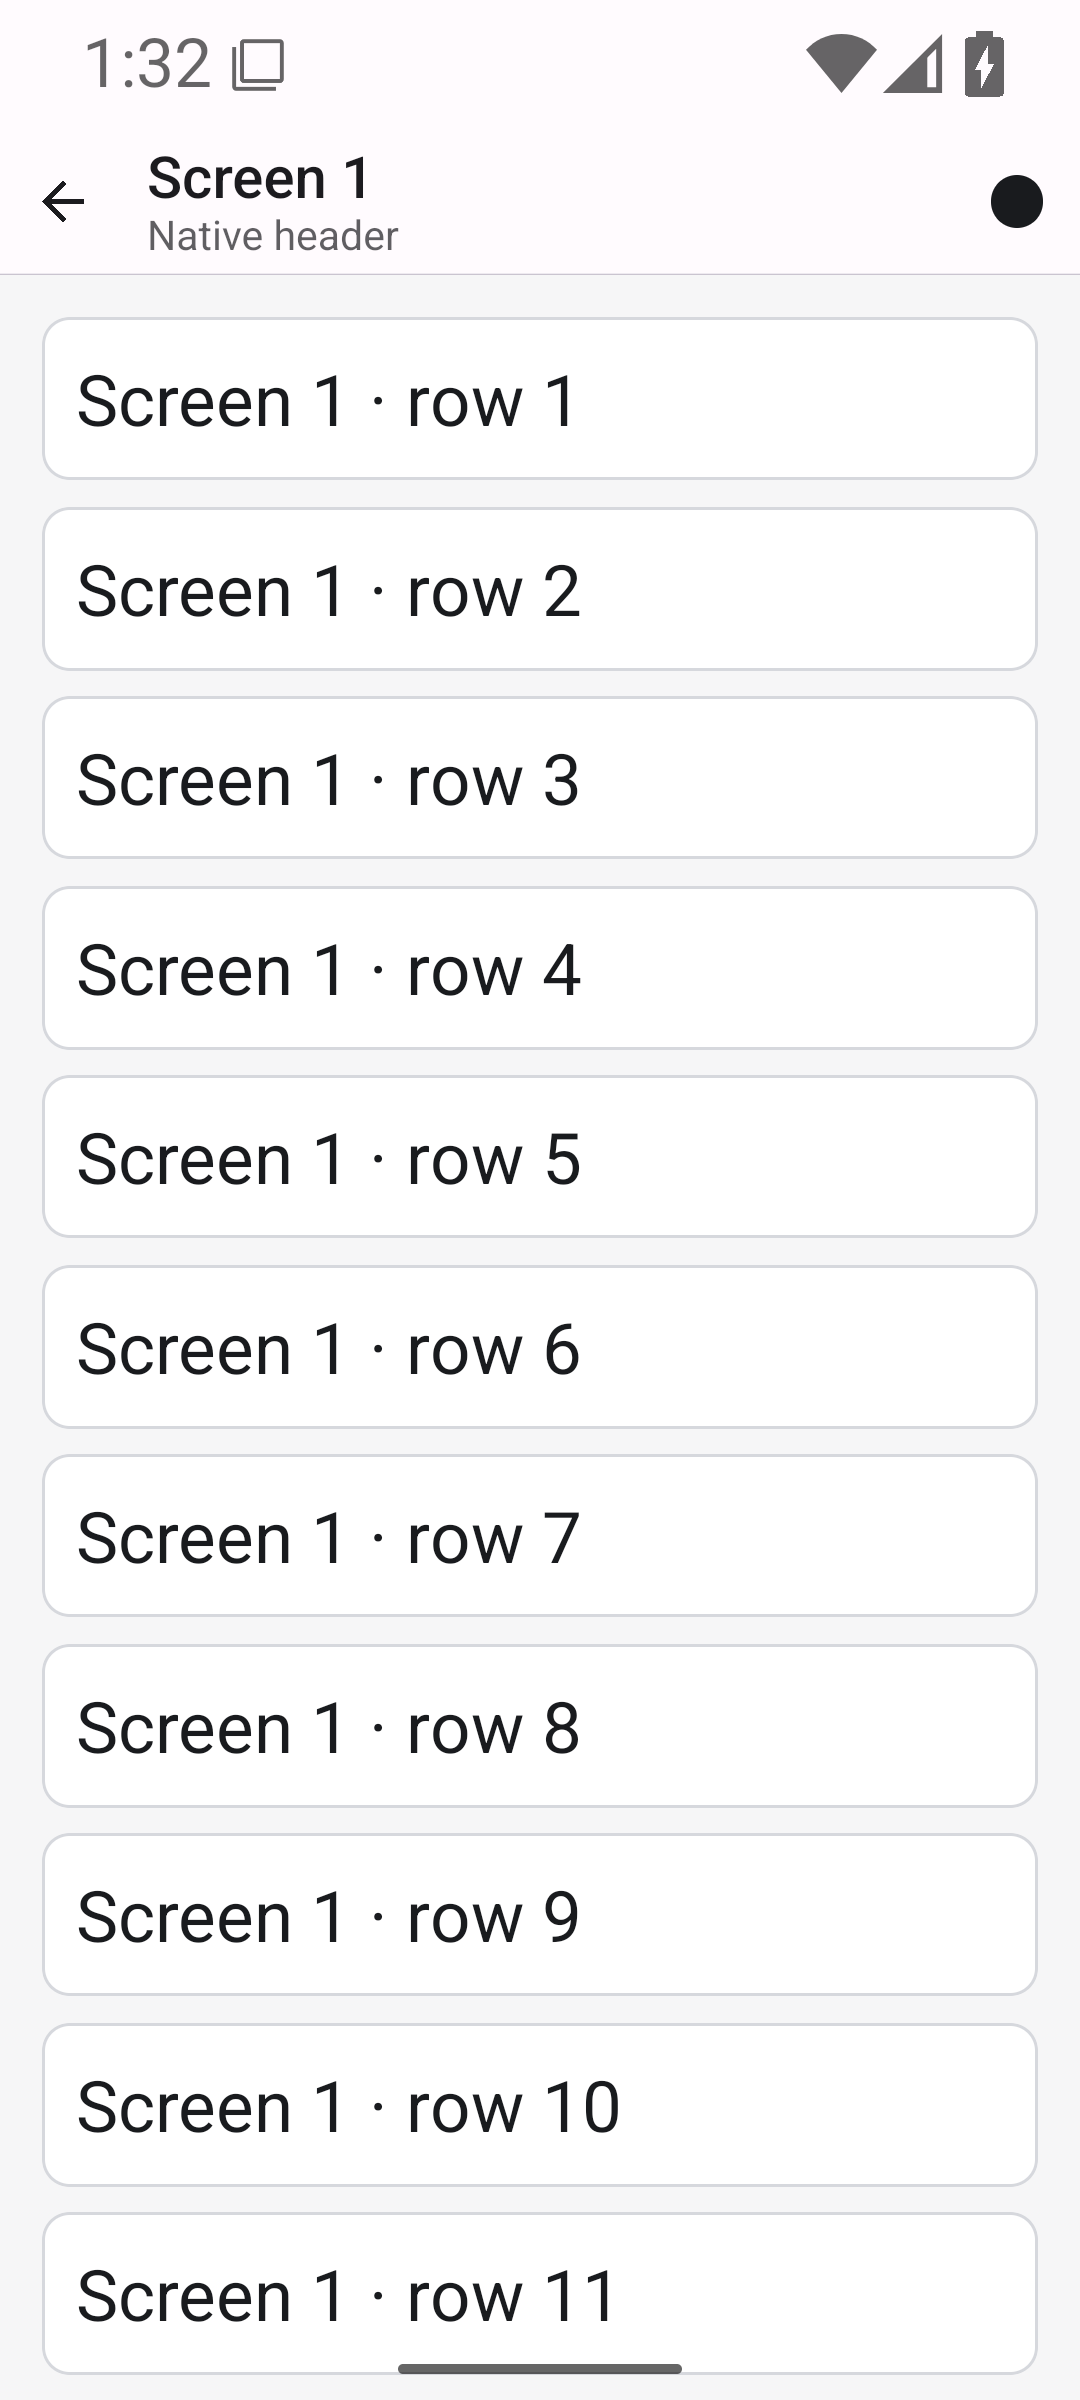 1:32
Screen 1
Native header
Screen 1 · row 1
Screen 1 · row 2
Screen 1 · row 3
Screen 1 · row 4
Screen 1 · row 5
Screen 1 · row 6
Screen 1 · row 7
Screen 1 · row 8
Screen 1 · row 9
Screen 1 · row 10
Screen 1 · row 11